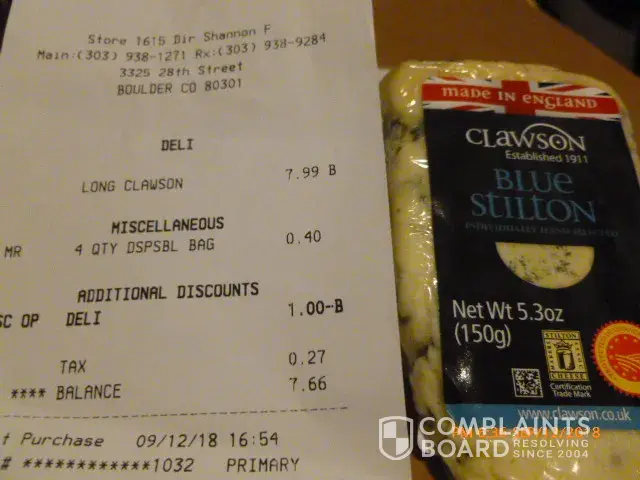 Store 1615 Dir Shannon F
Main:(303) 938-1271 Rx:(303) 938-9284
3325 28th Street
BOULDER CO 80301
DELI
LONG CLAWSON 7.99 B
MISCELLANEOUS
MR 4 QTY DSPSBL BAG 0.40
ADDITIONAL DISCOUNTS
SC OP DELI 1.00-B
TAX 0.27
**** BALANCE 7.66
t Purchase 09/12/18 16:54
# ************1032 PRIMARY
MADE IN ENGLAND
CLAWSON
Established 1911
BLUE
STILTON
INDIVIDUALLY HAND SELECTED
Net Wt 5.3oz
(150g)
STILTON
CHEESE
Certification
Trade Mark
www.clawson.co.uk
COMPLAINTS
BOARD
RESOLVING
SINCE 2004